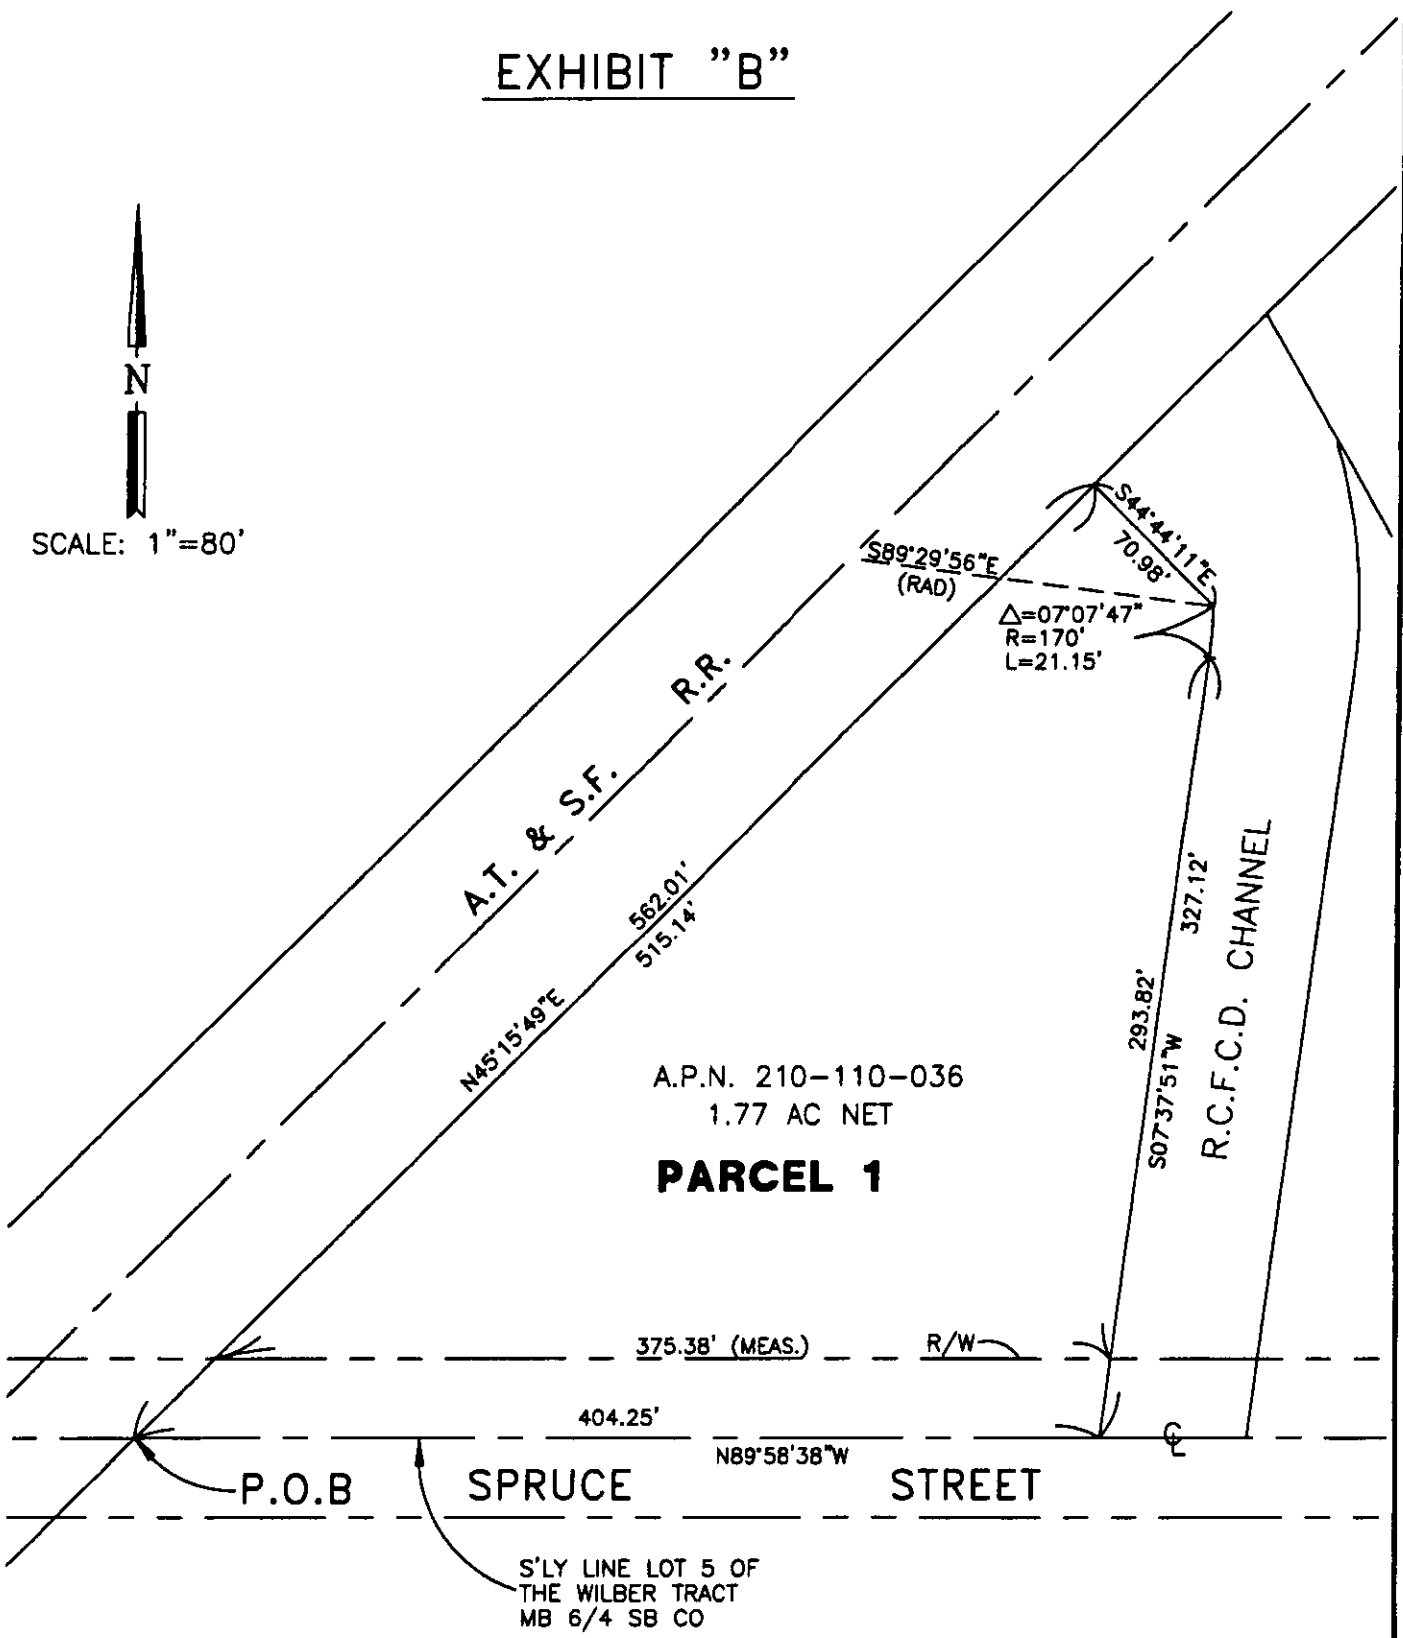 EXHIBIT "B"
N
SCALE: 1"=80'
S44°44'11"E
70.98'
S89°29'56"E
(RAD)
△=07°07'47"
R=170'
L=21.15'
A.T. & S.F. R.R.
562.01'
515.14'
N45°15'49"E
327.12'
293.82'
S07°37'51"W
R.C.F.C.D. CHANNEL
A.P.N. 210-110-036
1.77 AC NET
PARCEL 1
375.38' (MEAS.)
R/W
404.25'
N89°58'38"W
℄
P.O.B
SPRUCE STREET
S'LY LINE LOT 5 OF
THE WILBER TRACT
MB 6/4 SB CO